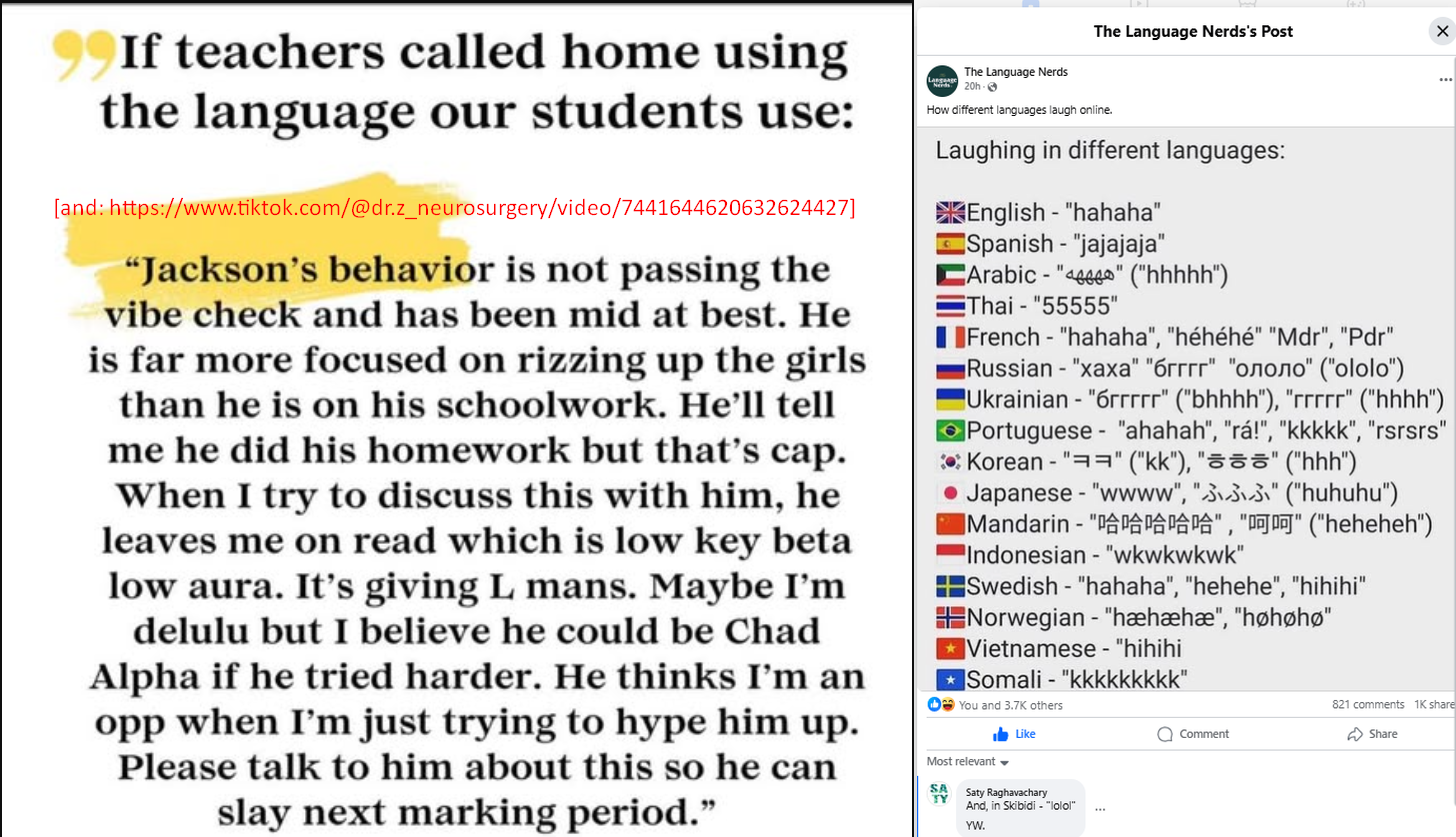 If teachers called home using
the language our students use:
[and: https://www.tiktok.com/@dr.z_neurosurgery/video/7441644620632624427]
“Jackson’s behavior is not passing the
vibe check and has been mid at best. He
is far more focused on rizzing up the girls
than he is on his schoolwork. He’ll tell
me he did his homework but that’s cap.
When I try to discuss this with him, he
leaves me on read which is low key beta
low aura. It’s giving L mans. Maybe I’m
delulu but I believe he could be Chad
Alpha if he tried harder. He thinks I’m an
opp when I’m just trying to hype him up.
Please talk to him about this so he can
slay next marking period.”
The Language Nerds's Post
The Language Nerds
20h
How different languages laugh online.
Laughing in different languages:
English - "hahaha"
Spanish - "jajajaja"
Arabic - "ههههه" ("hhhhh")
Thai - "55555"
French - "hahaha", "héhéhé" "Mdr", "Pdr"
Russian - "хаха" "бгггг" "ололо" ("ololo")
Ukrainian - "бггггг" ("bhhhh"), "ггггг" ("hhhh")
Portuguese - "ahahah", "rá!", "kkkkk", "rsrsrs"
Korean - "ㅋㅋ" ("kk"), "ㅎㅎㅎ" ("hhh")
Japanese - "wwww", "ふふふ" ("huhuhu")
Mandarin - "哈哈哈哈哈" , "呵呵" ("heheheh")
Indonesian - "wkwkwkwk"
Swedish - "hahaha", "hehehe", "hihihi"
Norwegian - "hæhæhæ", "høhøhø"
Vietnamese - "hihihi
Somali - "kkkkkkkkk"
You and 3.7K others 821 comments 1K share
Like Comment Share
Most relevant
SA
TY
Saty Raghavachary
And, in Skibidi - "lolol"
YW.